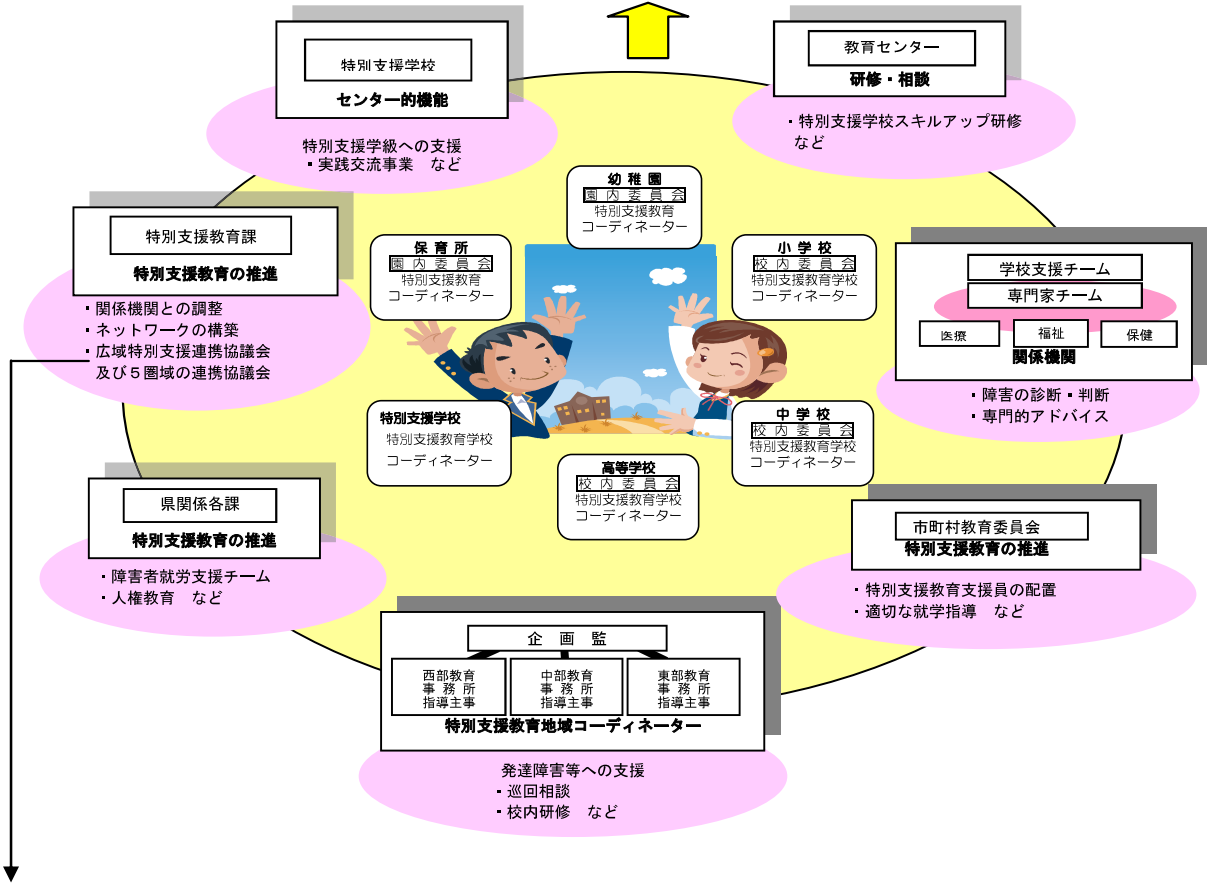 特別支援学校
センター的機能
特別支援学級への支援
・実践交流事業　など
教育センター
研修・相談
・特別支援学校スキルアップ研修
など
特別支援教育課
特別支援教育の推進
・関係機関との調整
・ネットワークの構築
・広域特別支援連携協議会
及び５圏域の連携協議会
幼稚園
園内委員会
特別支援教育
コーディネーター
保育所
園内委員会
特別支援教育
コーディネーター
小学校
校内委員会
特別支援教育学校
コーディネーター
学校支援チーム
専門家チーム
医療
福祉
保健
関係機関
・障害の診断・判断
・専門的アドバイス
特別支援学校
特別支援教育学校
コーディネーター
中学校
校内委員会
特別支援教育学校
コーディネーター
高等学校
校内委員会
特別支援教育学校
コーディネーター
県関係各課
特別支援教育の推進
・障害者就労支援チーム
・人権教育　など
市町村教育委員会
特別支援教育の推進
・特別支援教育支援員の配置
・適切な就学指導　など
企画監
西部教育
事務所
指導主事
中部教育
事務所
指導主事
東部教育
事務所
指導主事
特別支援教育地域コーディネーター
発達障害等への支援
・巡回相談
・校内研修　など